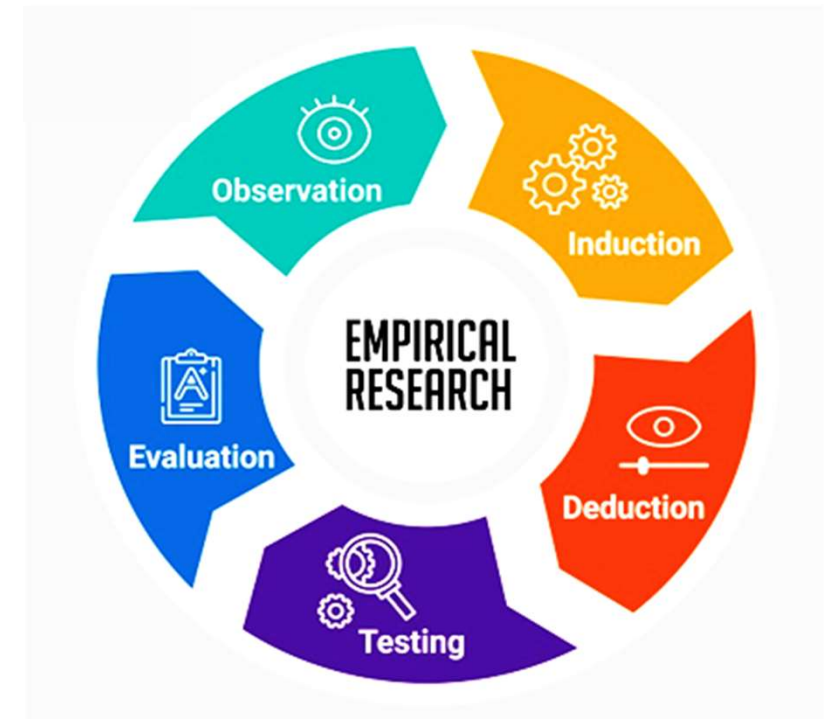 Observation
Induction
EMPIRICAL
RESEARCH
Evaluation
Deduction
Testing